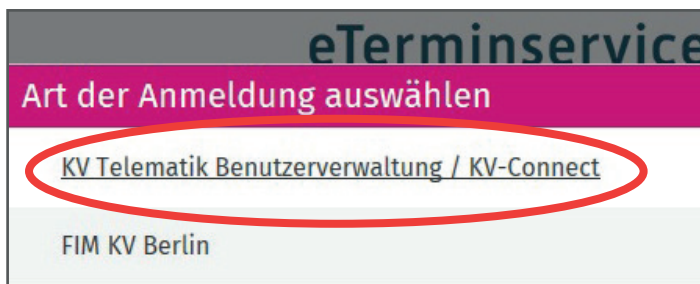 eTerminservice
Art der Anmeldung auswählen
KV Telematik Benutzerverwaltung / KV-Connect
FIM KV Berlin